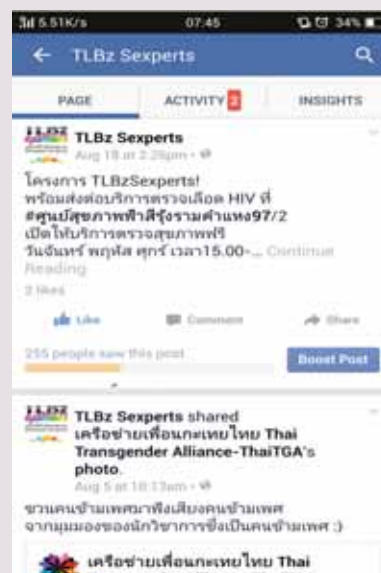 3d 5.51K/s 07:45 34%
TLBz Sexperts
PAGE ACTIVITY 2 INSIGHTS
TLBZ TLBz Sexperts
Aug 18 at 2:26pm
โครงการ TLBzSexperts!
พร้อมส่งต่อบริการตรวจเลือด HIV ที่
#ศูนย์สุขภาพฟ้าสีรุ้งรามคำแหง97/2
เปิดให้บริการตรวจสุขภาพฟรี
วันจันทร์ พฤหัส ศุกร์ เวลา15.00-... Continue
Reading
2 likes
Like Comment Share
255 people saw this post
Boost Post
TLBZ TLBz Sexperts shared
เครือข่ายเพื่อนกะเทยไทย Thai
Transgender Alliance-ThaiTGA's
photo.
Aug 5 at 10:13am
ชวนคนข้ามเพศมาฟังเสียงคนข้ามเพศ
จากมุมมองของนักวิชาการซึ่งเป็นคนข้ามเพศ :)
เครือข่ายเพื่อนกะเทยไทย Thai